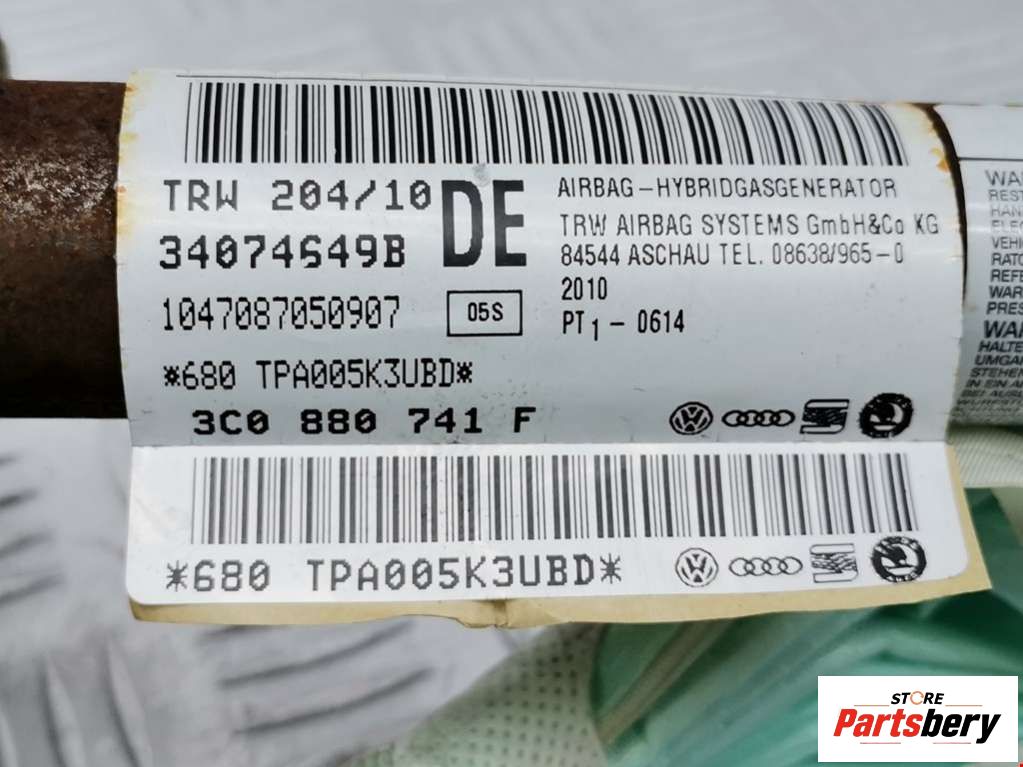 TRW 204/10
34074649B
1047087050907
05S
DE
AIRBAG-HYBRIDGASGENERATOR
TRW AIRBAG SYSTEMS GmbH&Co KG
84544 ASCHAU TEL. 08638/965-0
2010
PT1 - 0614
*680 TPA005K3UBD*
3C0 880 741 F
*680 TPA005K3UBD*
STORE
Partsbery